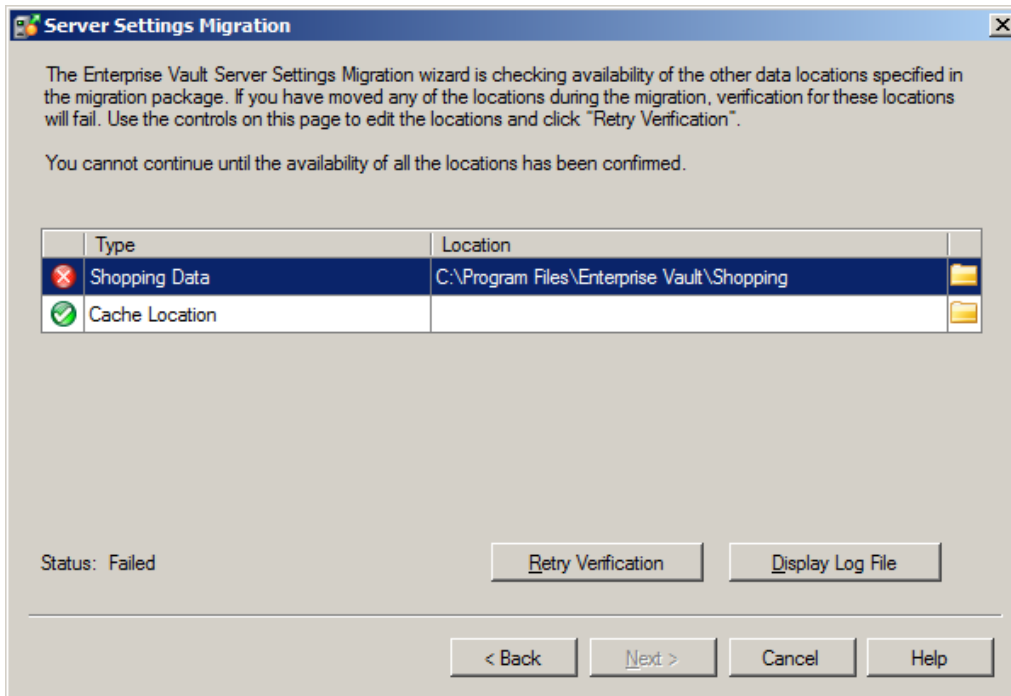 Server Settings Migration
The Enterprise Vault Server Settings Migration wizard is checking availability of the other data locations specified in
the migration package. If you have moved any of the locations during the migration, verification for these locations
will fail. Use the controls on this page to edit the locations and click "Retry Verification".
You cannot continue until the availability of all the locations has been confirmed.
Type Location
Shopping Data C:\Program Files\Enterprise Vault\Shopping
Cache Location
Status: Failed Retry Verification Display Log File
< Back Next > Cancel Help